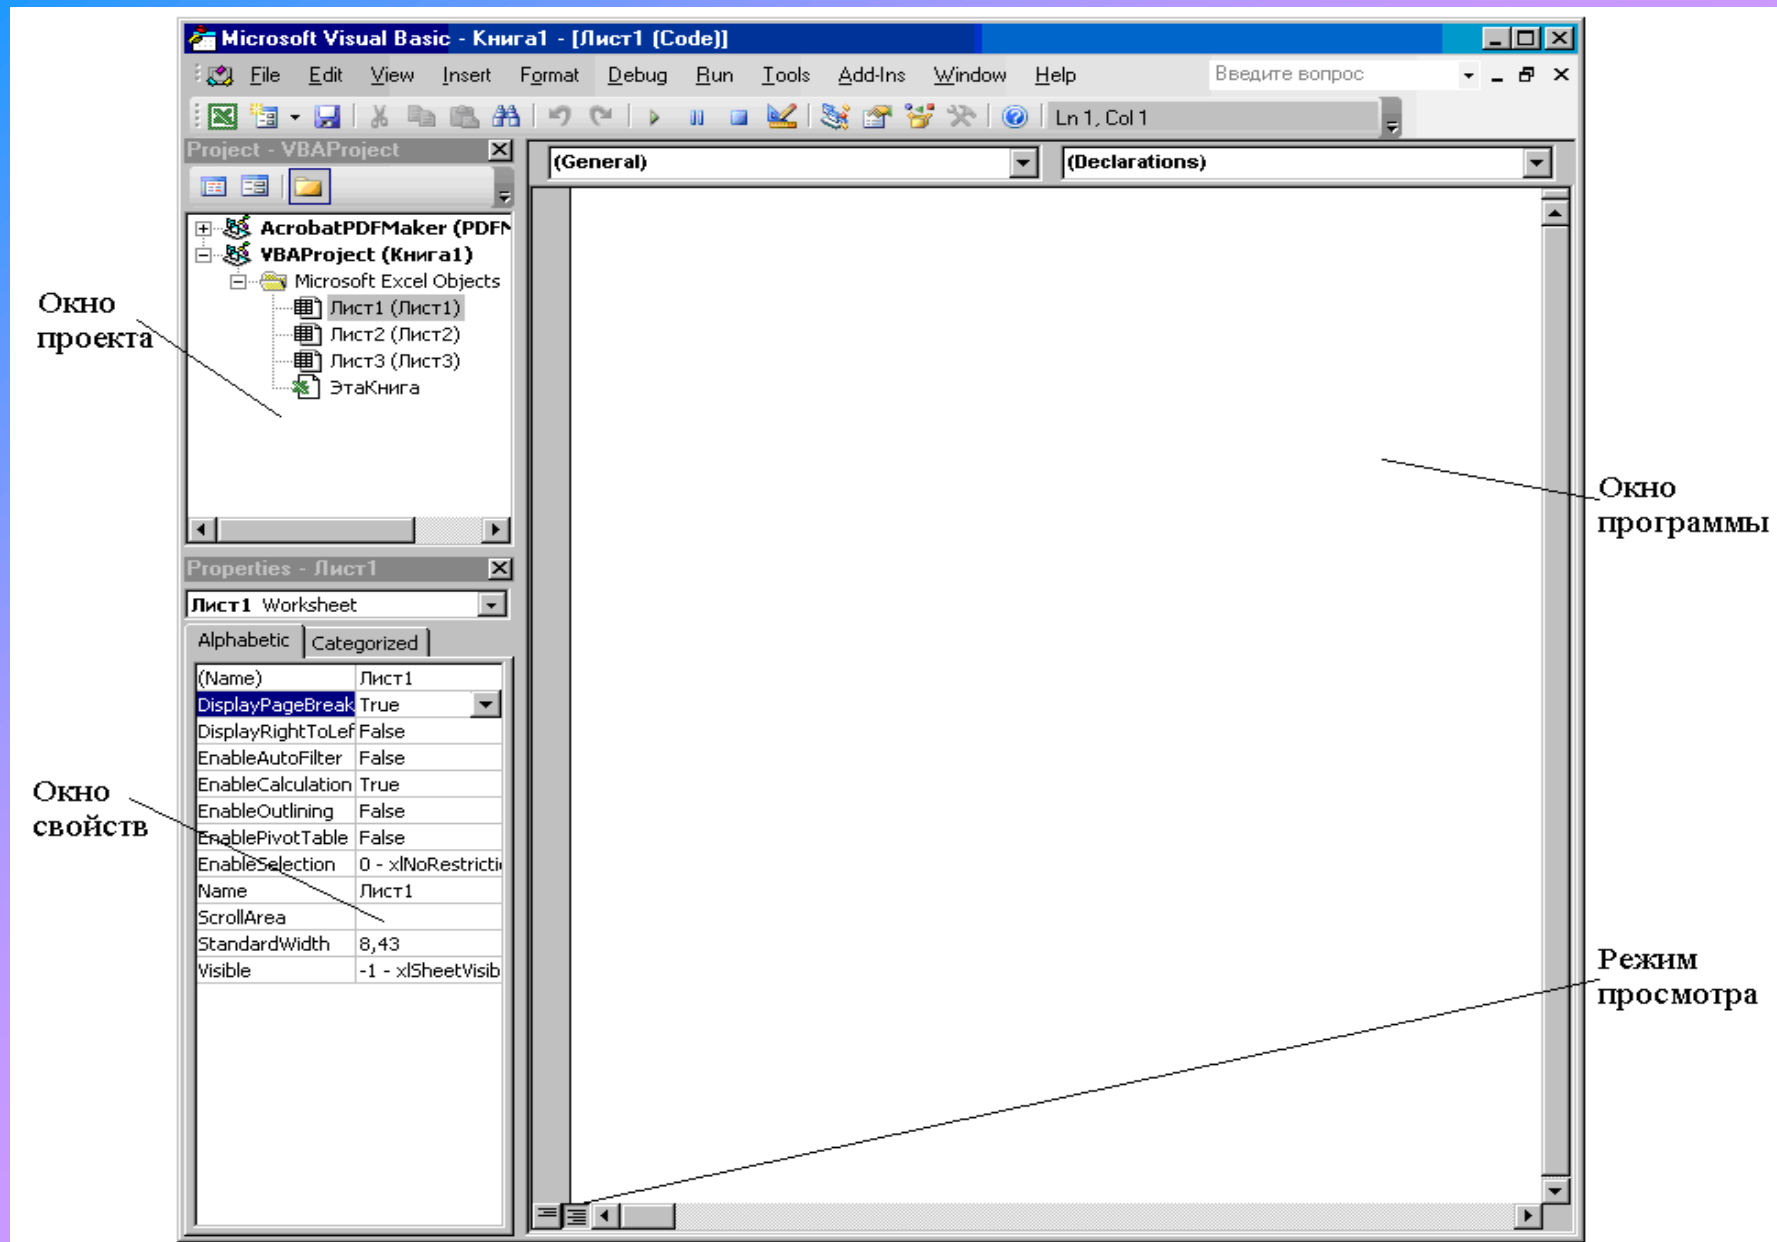 Microsoft Visual Basic - Книга1 - [Лист1 (Code)]
File Edit View Insert Format Debug Run Tools Add-Ins Window Help Введите вопрос
Ln 1, Col 1
Project - VBAProject
AcrobatPDFMaker (PDFM
VBAProject (Книга1)
Microsoft Excel Objects
Лист1 (Лист1)
Лист2 (Лист2)
Лист3 (Лист3)
ЭтаКнига
Properties - Лист1
Лист1 Worksheet
Alphabetic Categorized
(Name) Лист1
DisplayPageBreak True
DisplayRightToLef False
EnableAutoFilter False
EnableCalculation True
EnableOutlining False
EnablePivotTable False
EnableSelection 0 - xlNoRestricti
Name Лист1
ScrollArea
StandardWidth 8,43
Visible -1 - xlSheetVisib
(General) (Declarations)
Окно
проекта
Окно
свойств
Окно
программы
Режим
просмотра